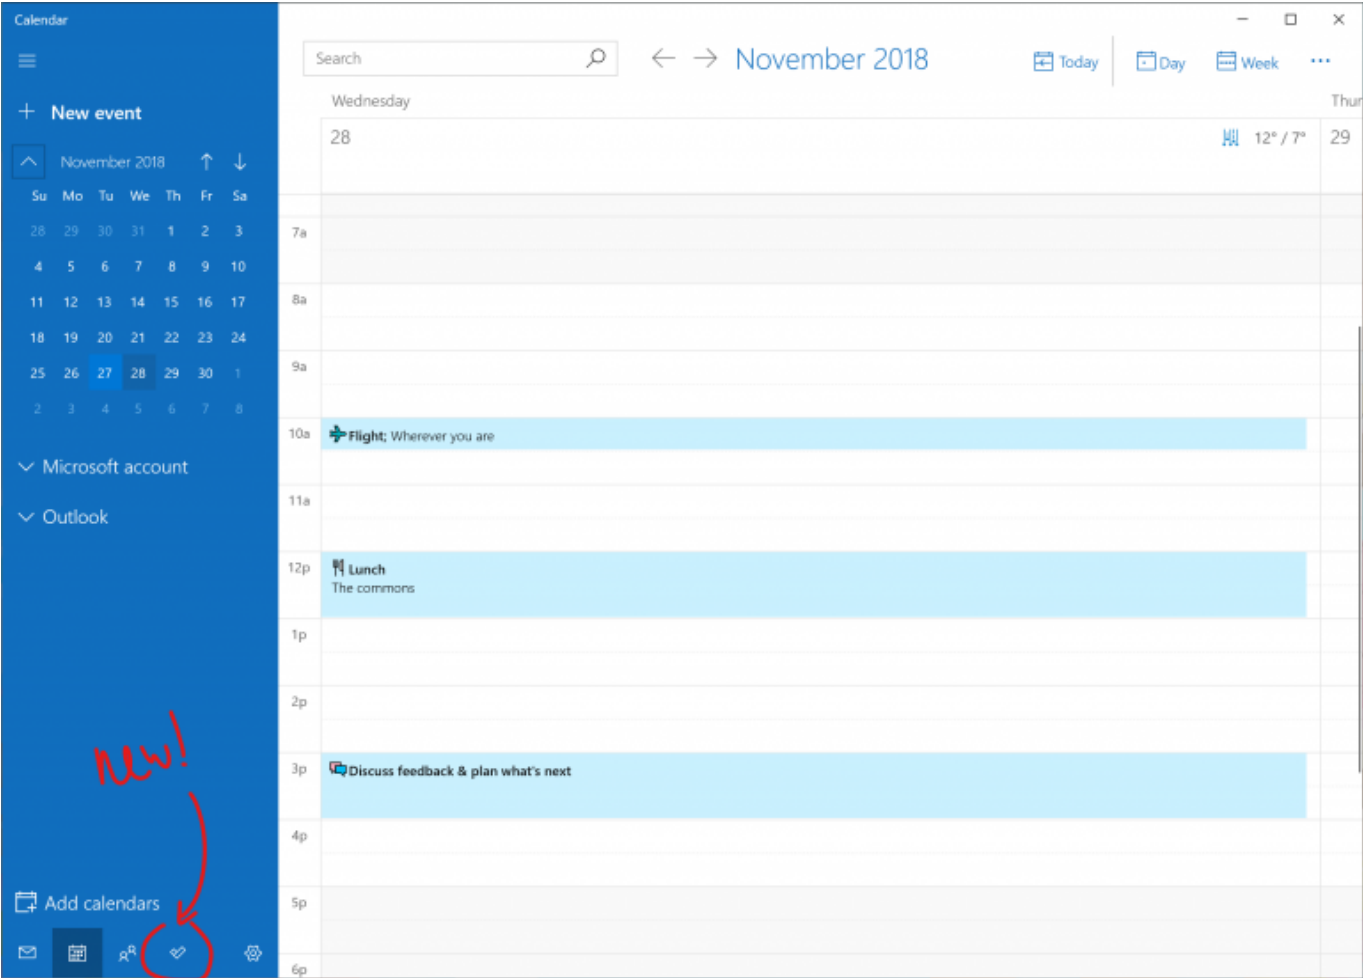 Calendar
Search
November 2018
Today
Day
Week
New event
Wednesday
Thur
28
12° / 7°
29
November 2018
Su Mo Tu We Th Fr Sa
28 29 30 31 1 2 3
4 5 6 7 8 9 10
11 12 13 14 15 16 17
18 19 20 21 22 23 24
25 26 27 28 29 30 1
2 3 4 5 6 7 8
Microsoft account
Outlook
7a
8a
9a
10a
Flight; Wherever you are
11a
12p
Lunch
The commons
1p
2p
3p
Discuss feedback & plan what's next
4p
5p
6p
new!
Add calendars